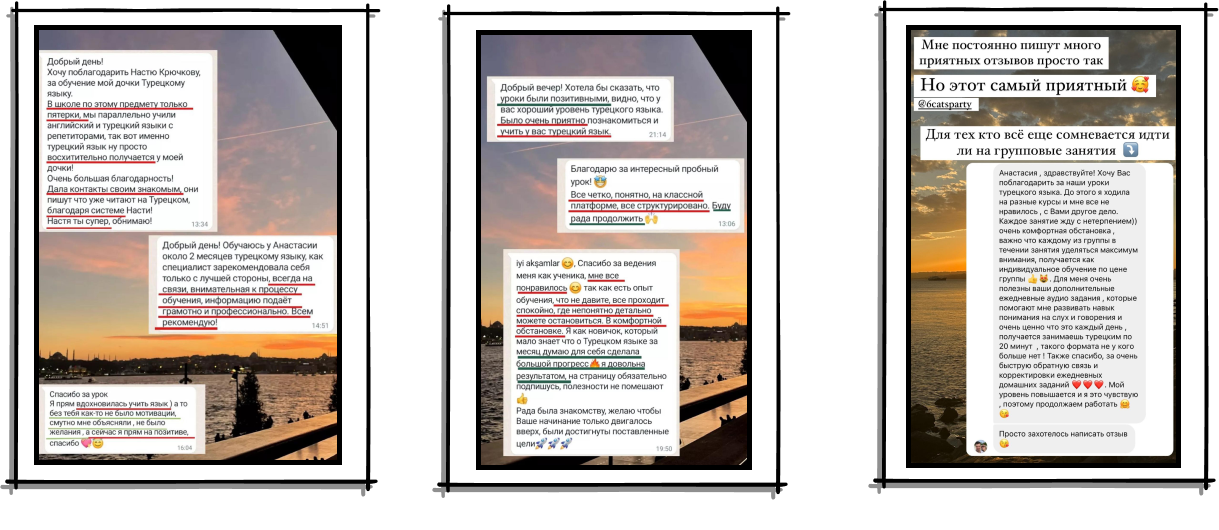 Добрый день!
Хочу поблагодарить Настю Крючкову,
за обучение мой дочки Турецкому
языку.
В школе по этому предмету только
пятерки, мы параллельно учили
английский и турецкий языки с
репетиторами, так вот именно
турецкий язык ну просто
восхитительно получается у моей
дочки!
Очень большая благодарность!
Дала контакты своим знакомым, они
пишут что уже читают на Турецком,
благодаря системе Насти!
Настя ты супер, обнимаю!
13:34
Добрый день! Обучаюсь у Анастасии
около 2 месяцев турецкому языку, как
специалист зарекомендовала себя
только с лучшей стороны, всегда на
связи, внимательная к процессу
обучения, информацию подаёт
грамотно и профессионально. Всем
рекомендую!
14:51
Спасибо за урок
Я прям вдохновилась учить язык ) а то
без тебя как-то не было мотивации,
смутно мне объясняли , не было
желания , а сейчас я прям на позитиве,
спасибо 💖😊
16:04
Добрый вечер! Хотела бы сказать, что
уроки были позитивными, видно, что у
вас хороший уровень турецкого языка.
Было очень приятно познакомиться и
учить у вас турецкий язык.
21:14
Благодарю за интересный пробный
урок! 😇
Все четко, понятно, на классной
платформе, все структурировано. Буду
рада продолжить 🙌
13:06
iyi akşamlar 😊, Спасибо за ведения
меня как ученика, мне все
понравилось 😊 так как есть опыт
обучения, что не давите, все проходит
спокойно, где непонятно детально
можете остановиться. В комфортной
обстановке. Я как новичок, который
мало знает что о Турецком языке за
месяц думаю для себя сделала
большой прогресс🔥я довольна
результатом, на страницу обязательно
подпишусь, полезности не помешают
👍
Рада была знакомству, желаю чтобы
Ваше начинание только двигалось
вверх, были достигнуты поставленные
цели🚀🚀🚀
19:50
Мне постоянно пишут много
приятных отзывов просто так
Но этот самый приятный 🥰
@6catsparty
Для тех кто всё еще сомневается идти
ли на групповые занятия ⤵️
Анастасия , здравствуйте! Хочу Вас
поблагодарить за наши уроки
турецкого языка. До этого я ходила
на разные курсы и мне все не
нравилось , с Вами другое дело.
Каждое занятие жду с нетерпением))
очень комфортная обстановка ,
важно что каждому из группы в
течении занятия уделяться максимум
внимания, получается как
индивидуальное обучение по цене
группы 👍😻. Для меня очень
полезны ваши дополнительные
ежедневные аудио задания , которые
помогают мне развивать навык
понимания на слух и говорения и
очень ценно что это каждый день ,
получается занимаешь турецким по
20 минут , такого формата не у кого
больше нет ! Также спасибо, за очень
быструю обратную связь и
корректировки ежедневных
домашних заданий ❤️❤️❤️. Мой
уровень повышается и я это чувствую
, поэтому продолжаем работать 🤗
😘
Просто захотелось написать отзыв
😘